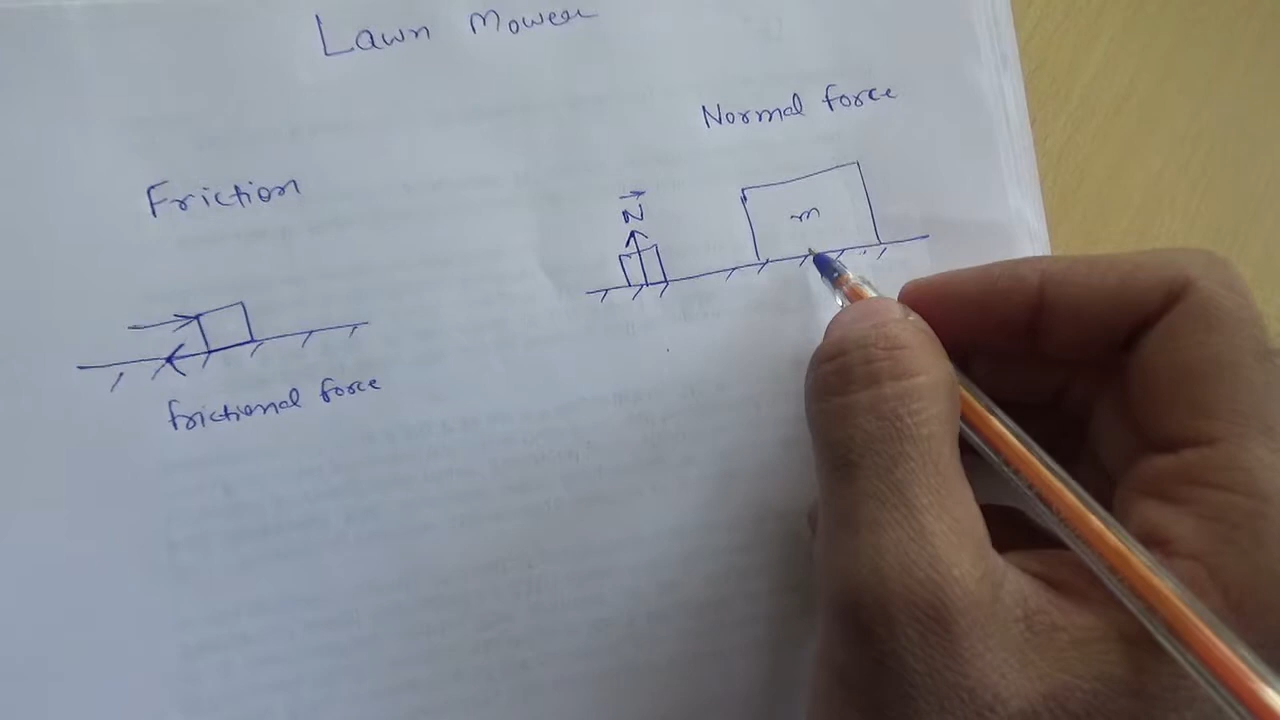 Lawn Mower
Normal force
Friction
N
m
frictional force